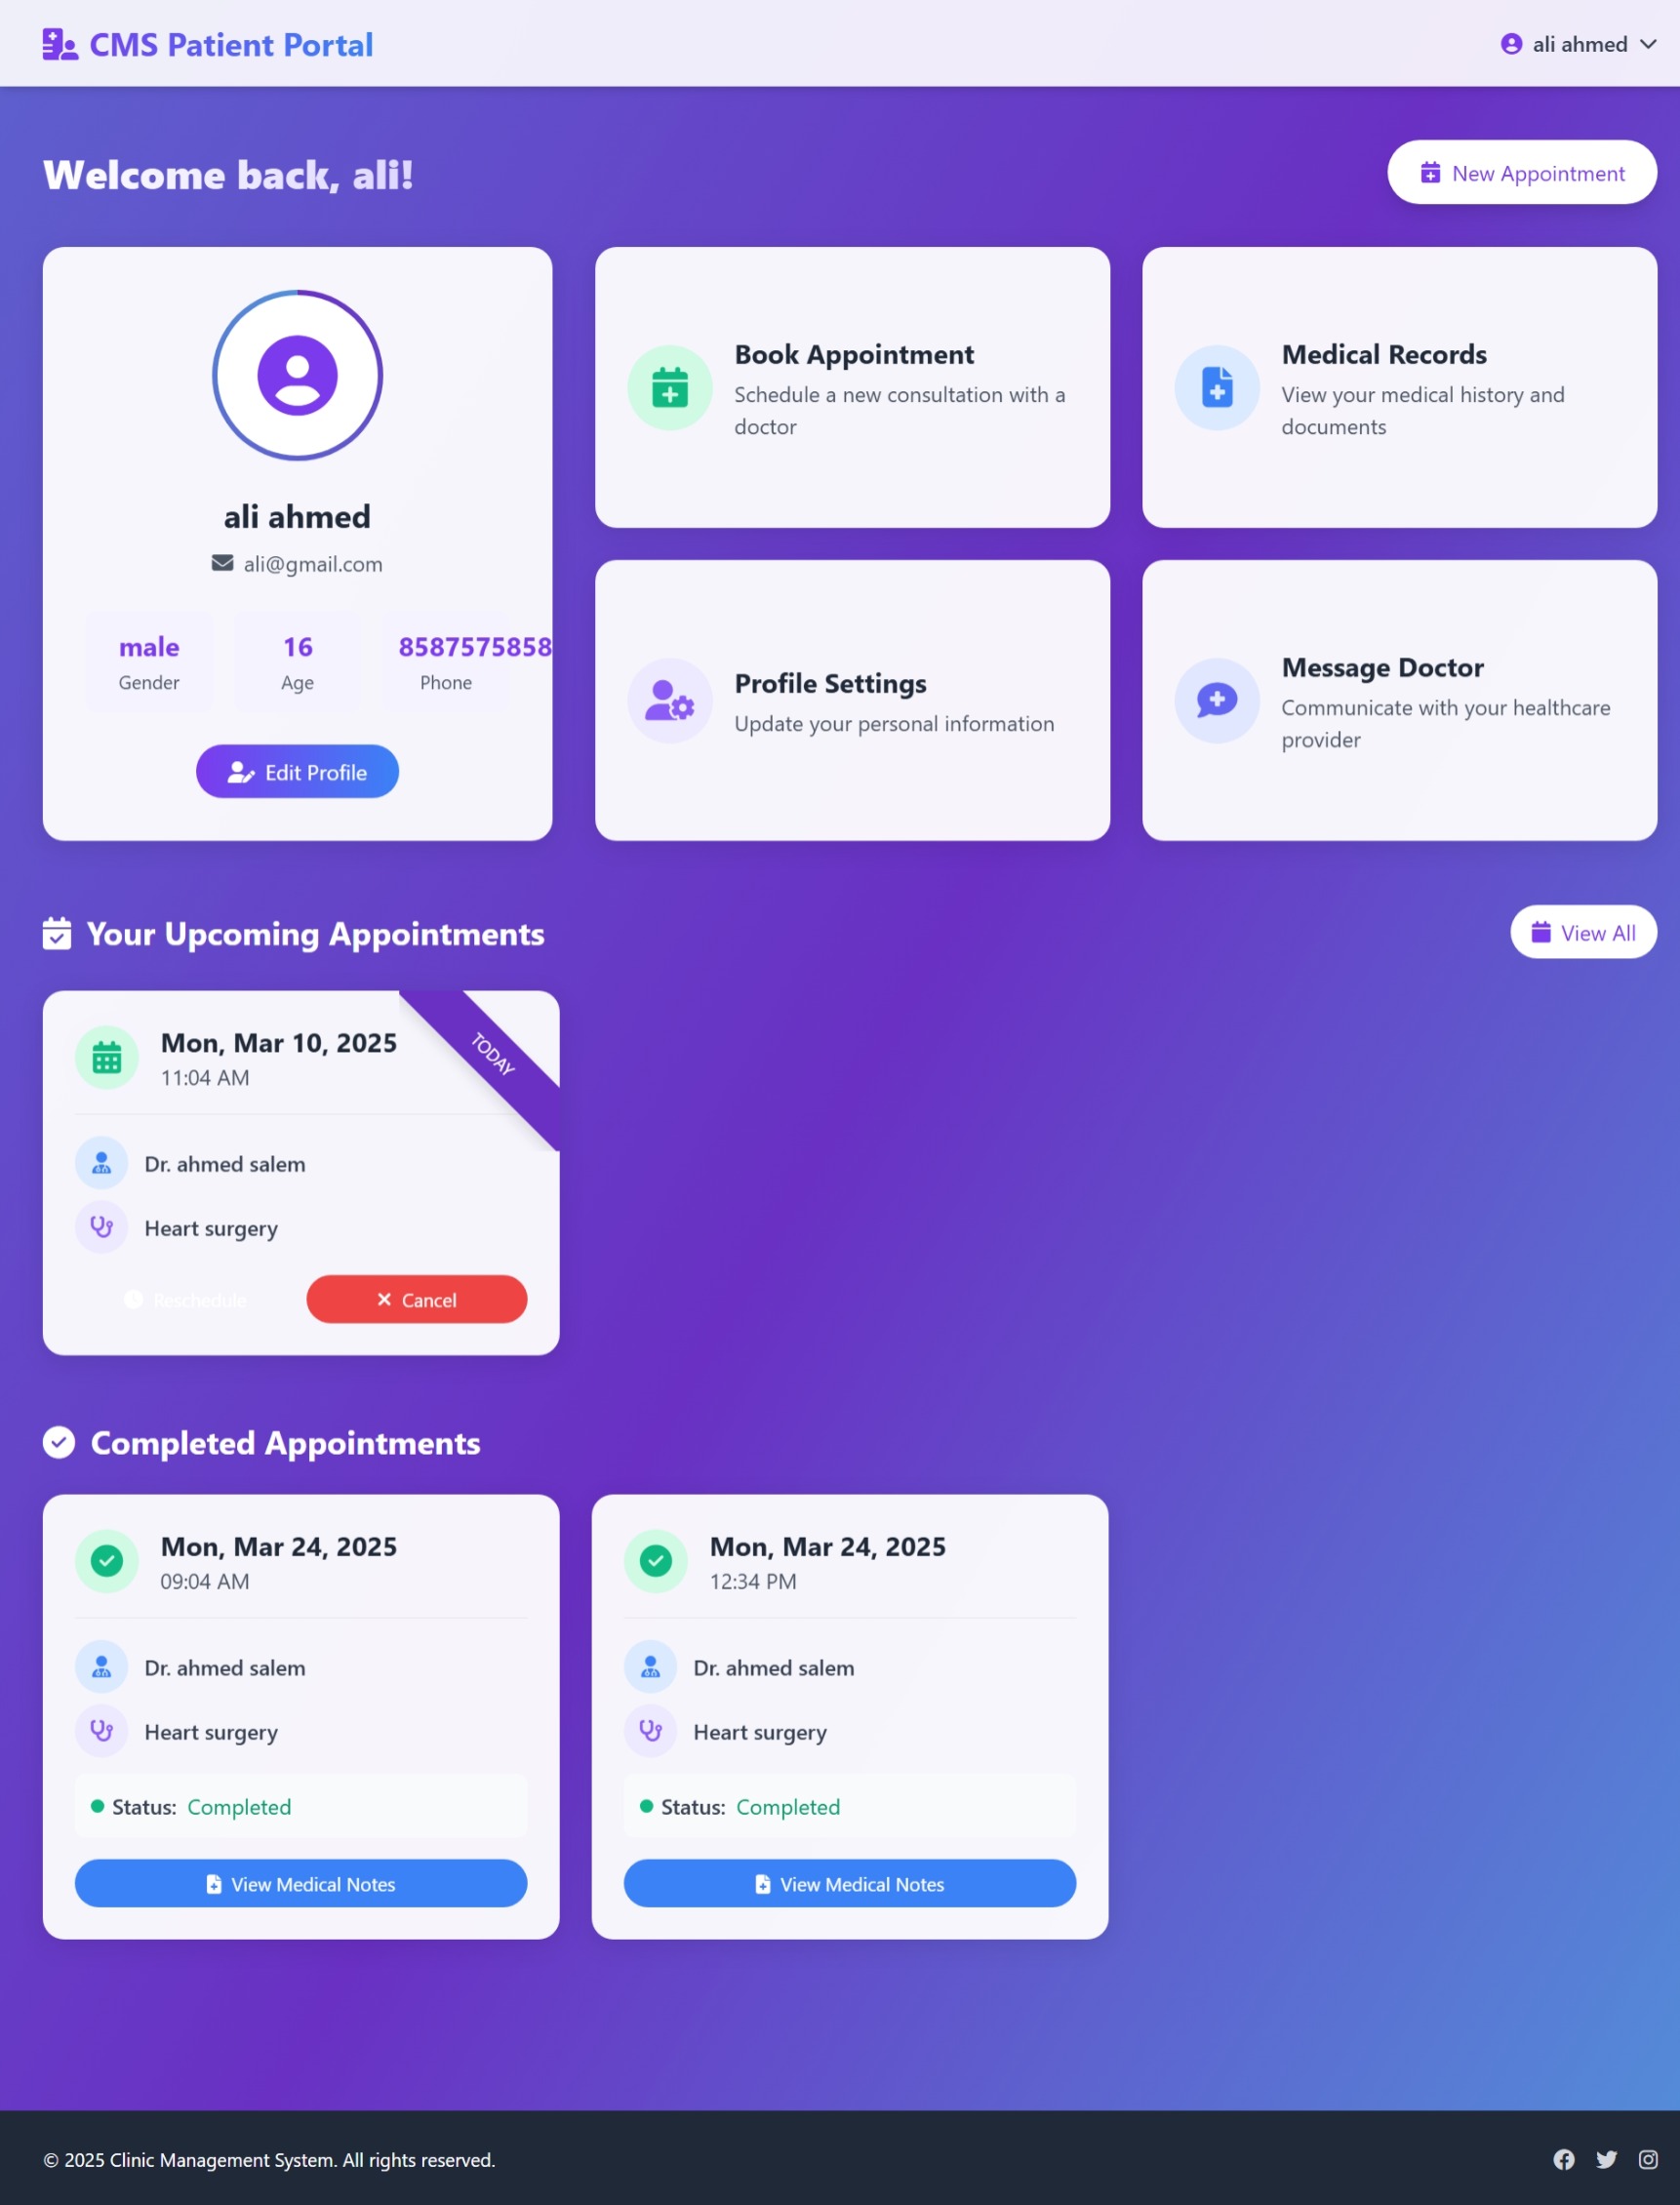 CMS Patient Portal
ali ahmed
Welcome back, ali!
New Appointment
ali ahmed
ali@gmail.com
male
Gender
16
Age
8587575858
Phone
Edit Profile
Book Appointment
Schedule a new consultation with a
doctor
Medical Records
View your medical history and
documents
Profile Settings
Update your personal information
Message Doctor
Communicate with your healthcare
provider
Your Upcoming Appointments
View All
Mon, Mar 10, 2025
11:04 AM
TODAY
Dr. ahmed salem
Heart surgery
Reschedule
Cancel
Completed Appointments
Mon, Mar 24, 2025
09:04 AM
Dr. ahmed salem
Heart surgery
Status: Completed
View Medical Notes
Mon, Mar 24, 2025
12:34 PM
Dr. ahmed salem
Heart surgery
Status: Completed
View Medical Notes
© 2025 Clinic Management System. All rights reserved.